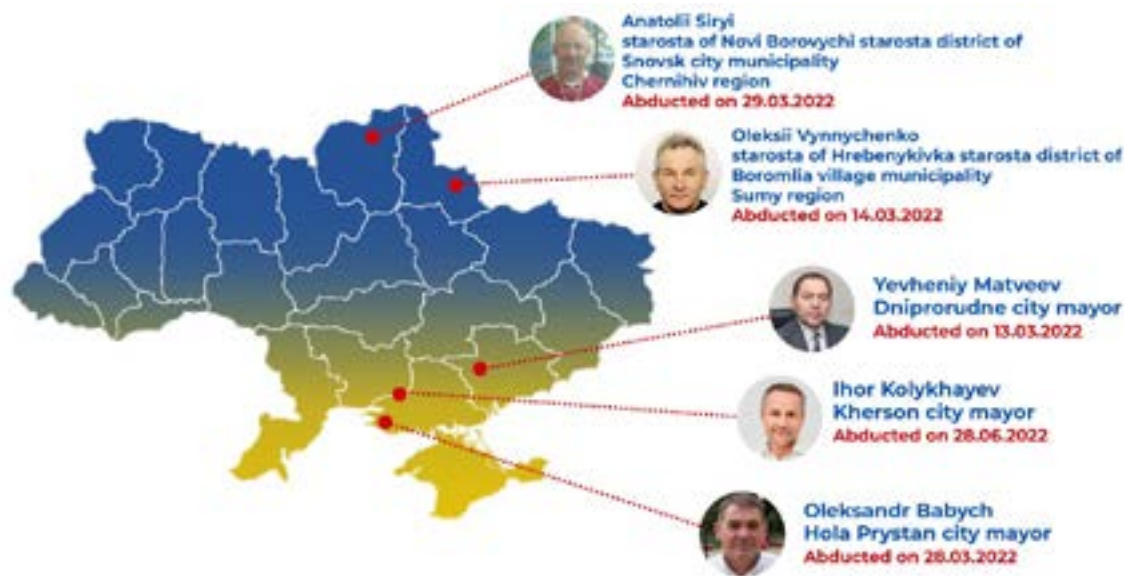 Anatolii Siryi
starosta of Novi Borovychi starosta district of
Snovsk city municipality
Chernihiv region
Abducted on 29.03.2022
Oleksii Vynnychenko
starosta of Hrebenykivka starosta district of
Boromlia village municipality
Sumy region
Abducted on 14.03.2022
Yevheniy Matveev
Dniprorudne city mayor
Abducted on 13.03.2022
Ihor Kolykhayev
Kherson city mayor
Abducted on 28.06.2022
Oleksandr Babych
Hola Prystan city mayor
Abducted on 28.03.2022